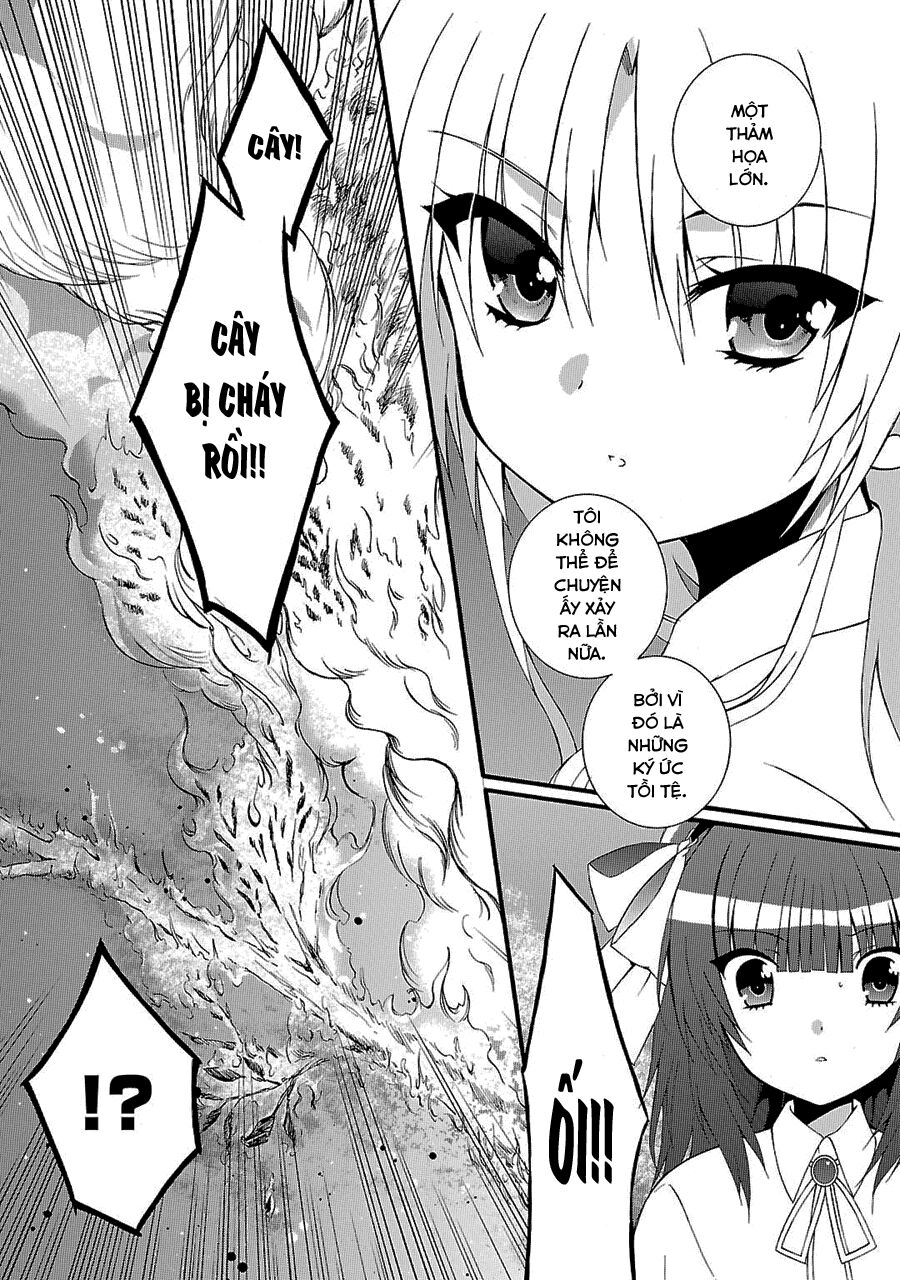 MỘT
THẢM
HỌA
LỚN.
TÔI
KHÔNG
THỂ ĐỂ
CHUYỆN
ẤY XẢY
RA LẦN
NỮA.
BỞI VÌ
ĐÓ LÀ
NHỮNG
KÝ ỨC
TỒI TỆ.
ỐI!!!
CÂY!
CÂY
BỊ CHÁY
RỒI!!!
!?